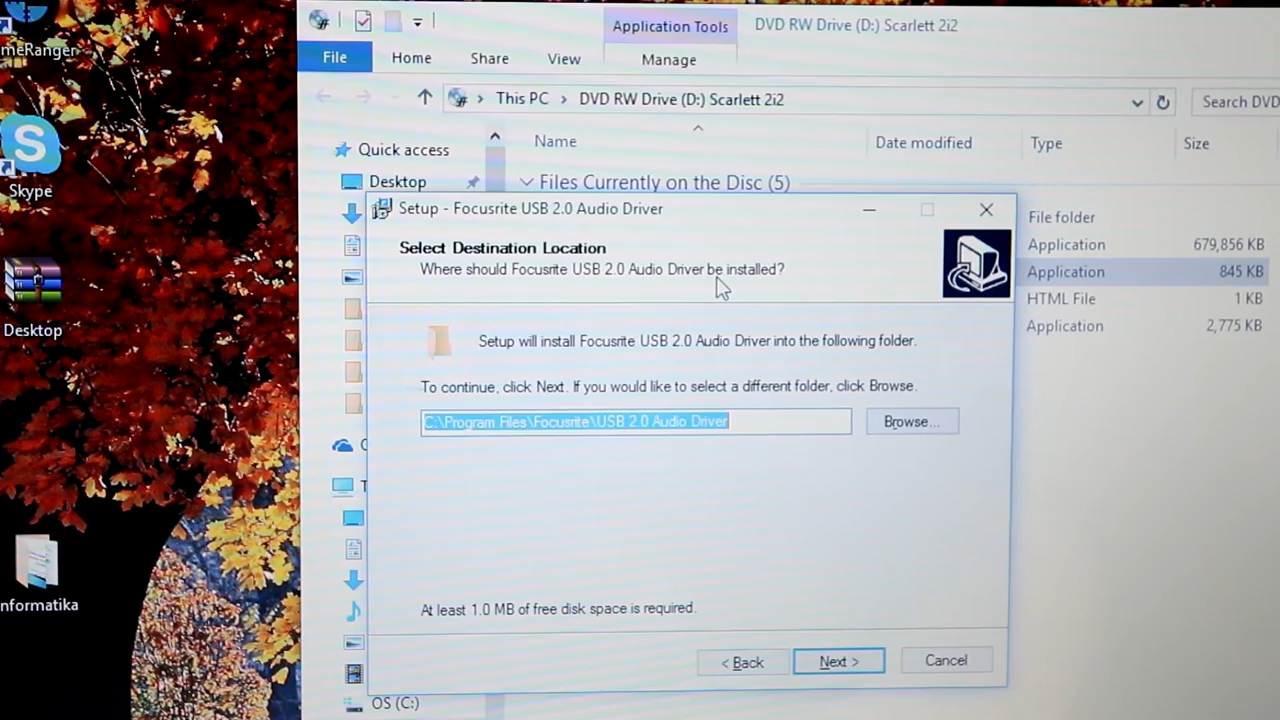 meRanger
Skype
Desktop
nformatika
Application Tools
DVD RW Drive (D:) Scarlett 2i2
File
Home
Share
View
Manage
This PC > DVD RW Drive (D:) Scarlett 2i2
Search DVD
Quick access
Desktop
Name
Date modified
Type
Size
Files Currently on the Disc (5)
File folder
Application 679,856 KB
Application 845 KB
HTML File 1 KB
Application 2,775 KB
OS (C:)
Setup - Focusrite USB 2.0 Audio Driver
Select Destination Location
Where should Focusrite USB 2.0 Audio Driver be installed?
Setup will install Focusrite USB 2.0 Audio Driver into the following folder.
To continue, click Next. If you would like to select a different folder, click Browse.
C:\Program Files\Focusrite\USB 2.0 Audio Driver
Browse...
At least 1.0 MB of free disk space is required.
< Back
Next >
Cancel